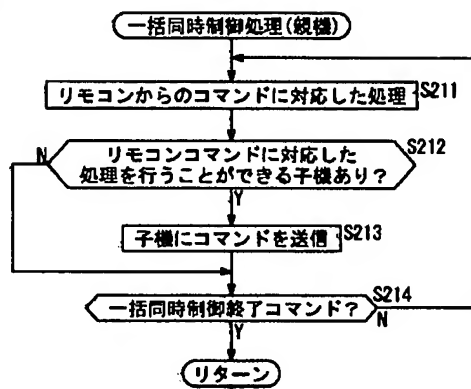 一括同時制御処理(親機)
リモコンからのコマンドに対応した処理
S211
リモコンコマンドに対応した
処理を行うことができる子機あり?
S212
N
Y
子機にコマンドを送信
S213
一括同時制御終了コマンド?
S214
N
Y
リターン